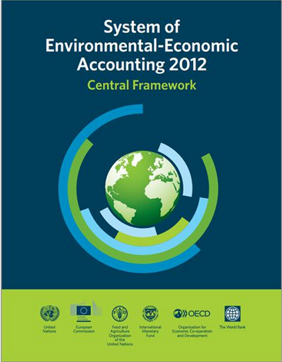 System of
Environmental-Economic
Accounting 2012
Central Framework
United
Nations
European
Commission
Food and
Agriculture
Organization
of the
United Nations
International
Monetary
Fund
OECD
Organisation for
Economic Co-operation
and Development
The World Bank